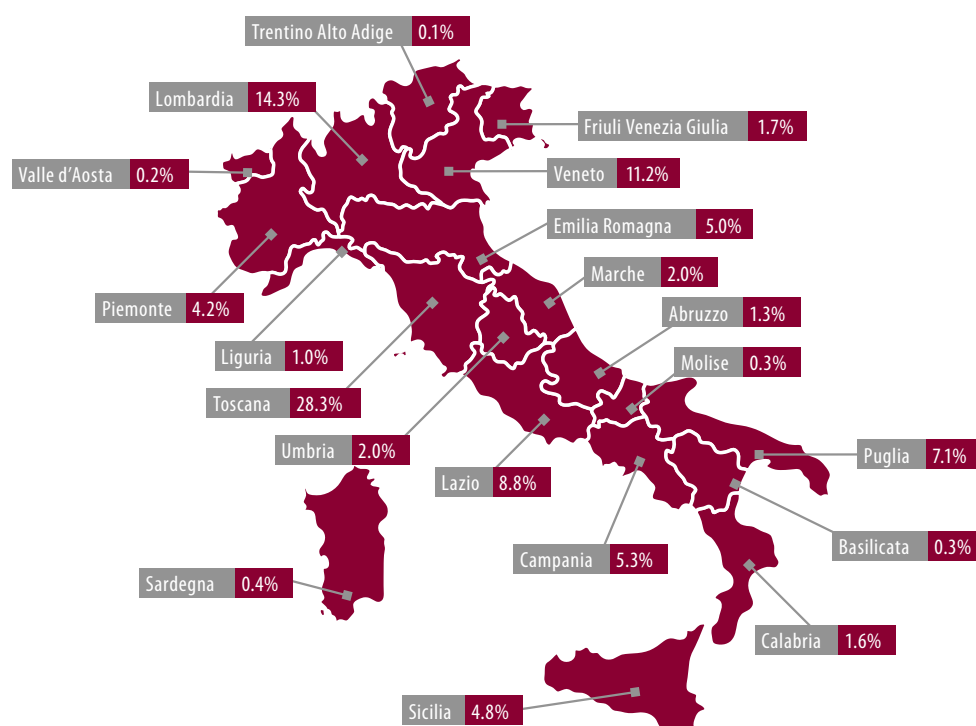 Trentino Alto Adige 0.1%
Lombardia 14.3%
Friuli Venezia Giulia 1.7%
Valle d’Aosta 0.2%
Veneto 11.2%
Emilia Romagna 5.0%
Marche 2.0%
Piemonte 4.2%
Abruzzo 1.3%
Liguria 1.0%
Molise 0.3%
Toscana 28.3%
Umbria 2.0%
Puglia 7.1%
Lazio 8.8%
Basilicata 0.3%
Campania 5.3%
Sardegna 0.4%
Calabria 1.6%
Sicilia 4.8%